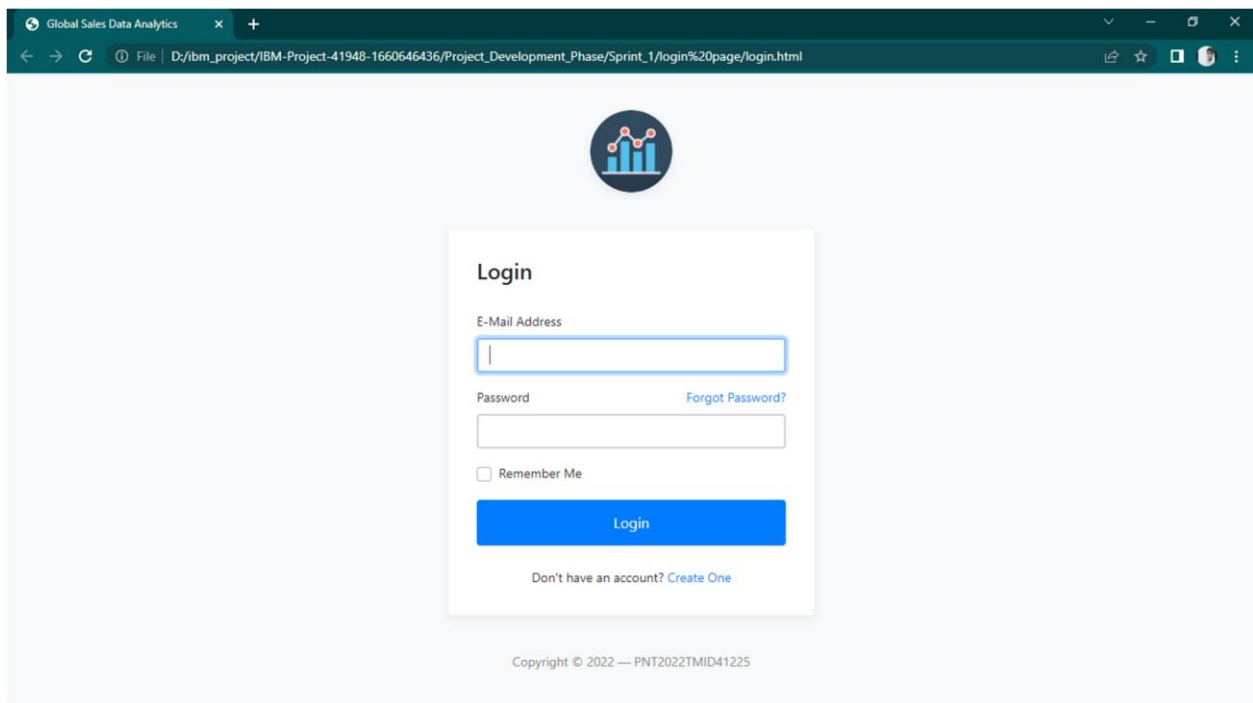 Global Sales Data Analytics
File | D:/ibm_project/IBM-Project-41948-1660646436/Project_Development_Phase/Sprint_1/login%20page/login.html
Login
E-Mail Address
Password Forgot Password?
Remember Me
Login
Don't have an account? Create One
Copyright © 2022 — PNT2022TMID41225